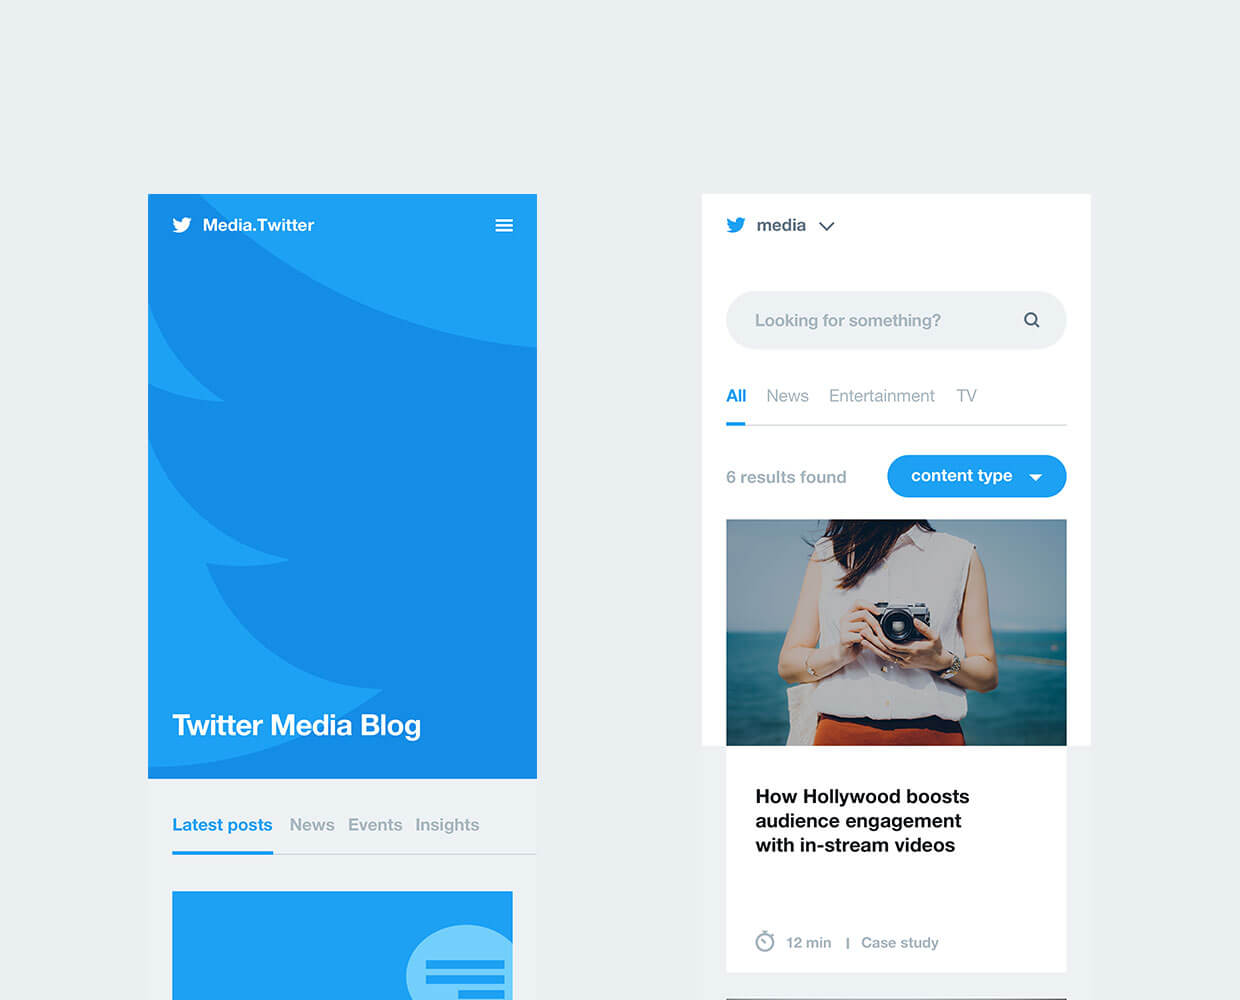 Media.Twitter
Twitter Media Blog
Latest posts News Events Insights
media
Looking for something?
All News Entertainment TV
6 results found
content type
How Hollywood boosts
audience engagement
with in-stream videos
12 min | Case study